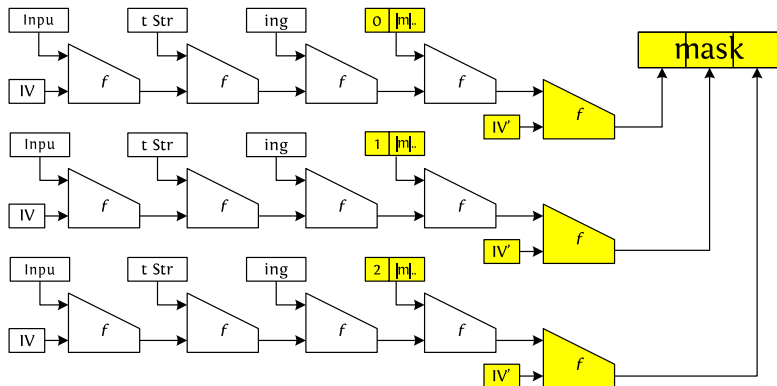 Inpu t Str ing 0 |m|..
mask
f f f f
IV
f
IV'
Inpu t Str ing 1 |m|..
f f f f
IV
f
IV'
Inpu t Str ing 2 |m|..
f f f f
IV
f
IV'